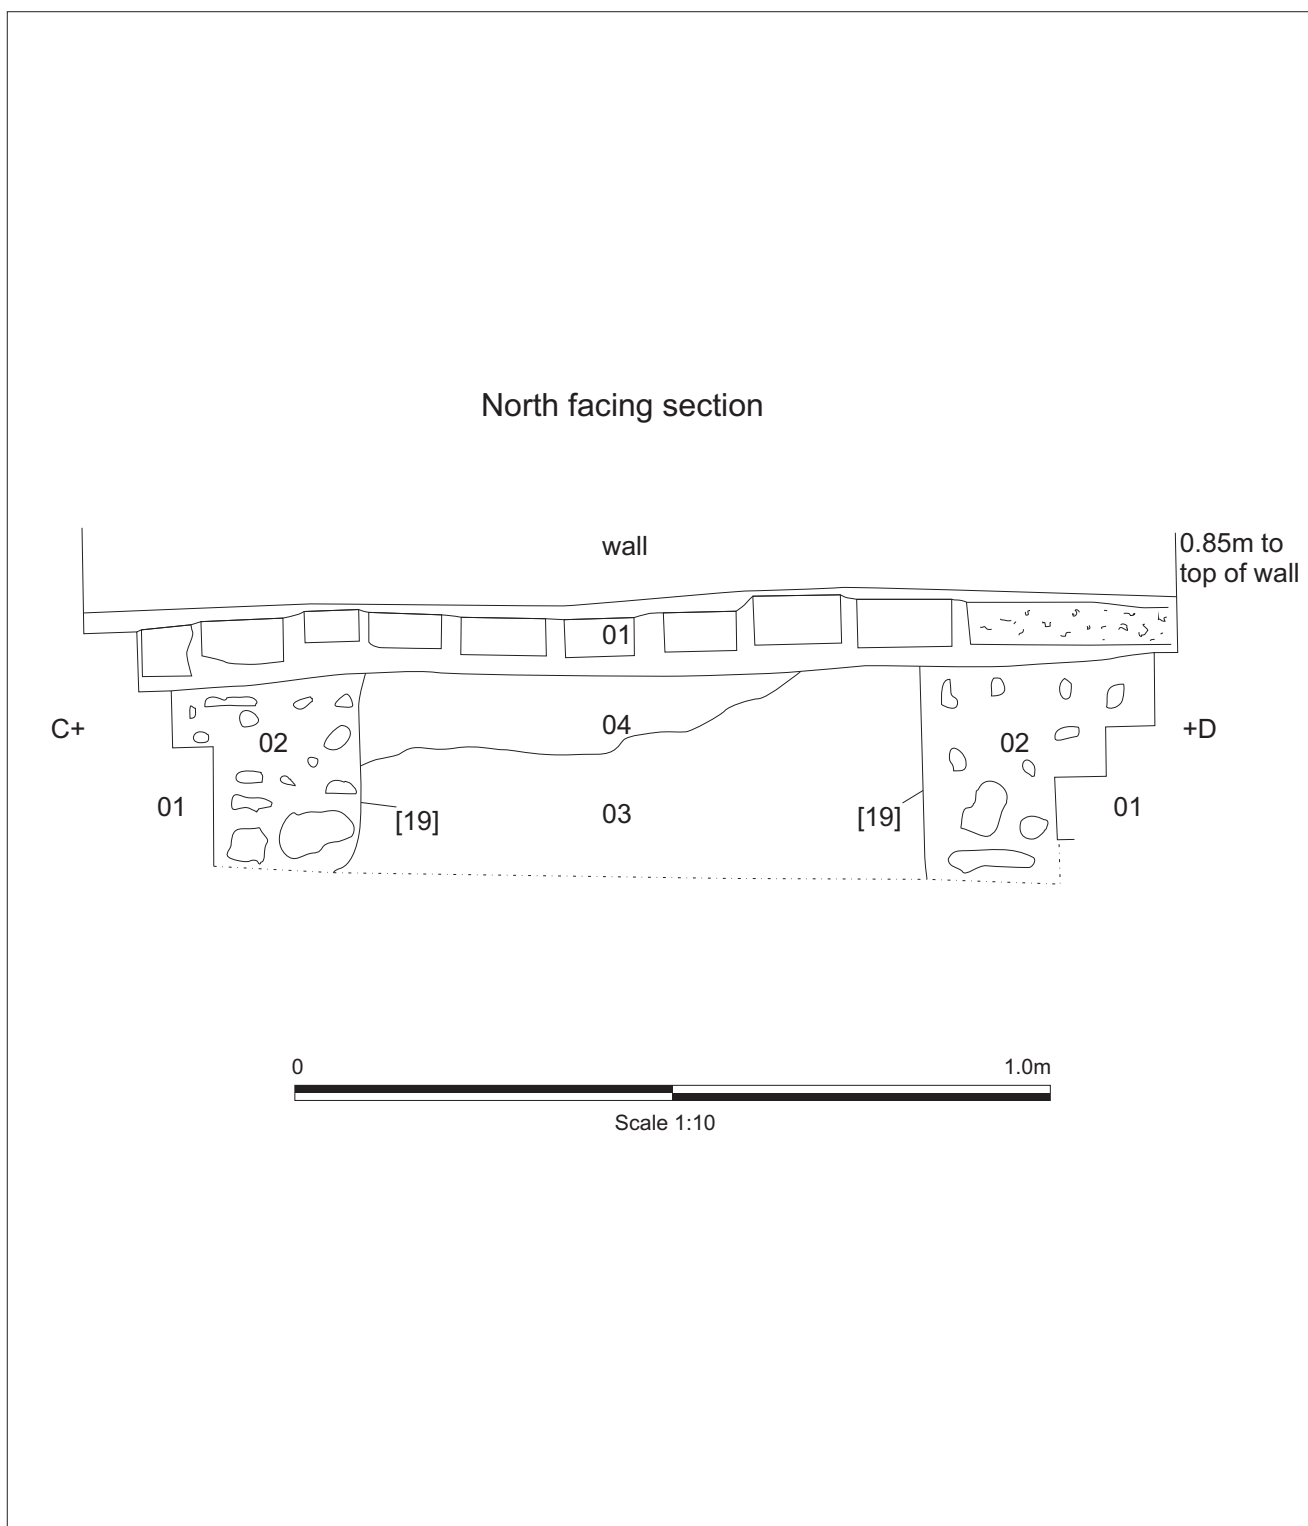 North facing section
wall
0.85m to
top of wall
01
C+
04
+D
02
02
01
03
[19]
[19]
01
0
1.0m
Scale 1:10